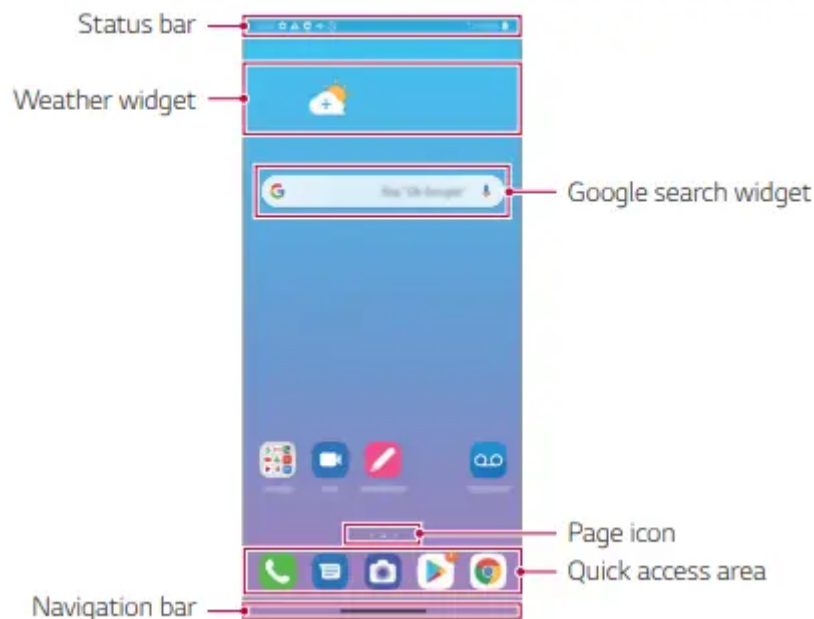 Status bar
Weather widget
Google search widget
Page icon
Quick access area
Navigation bar